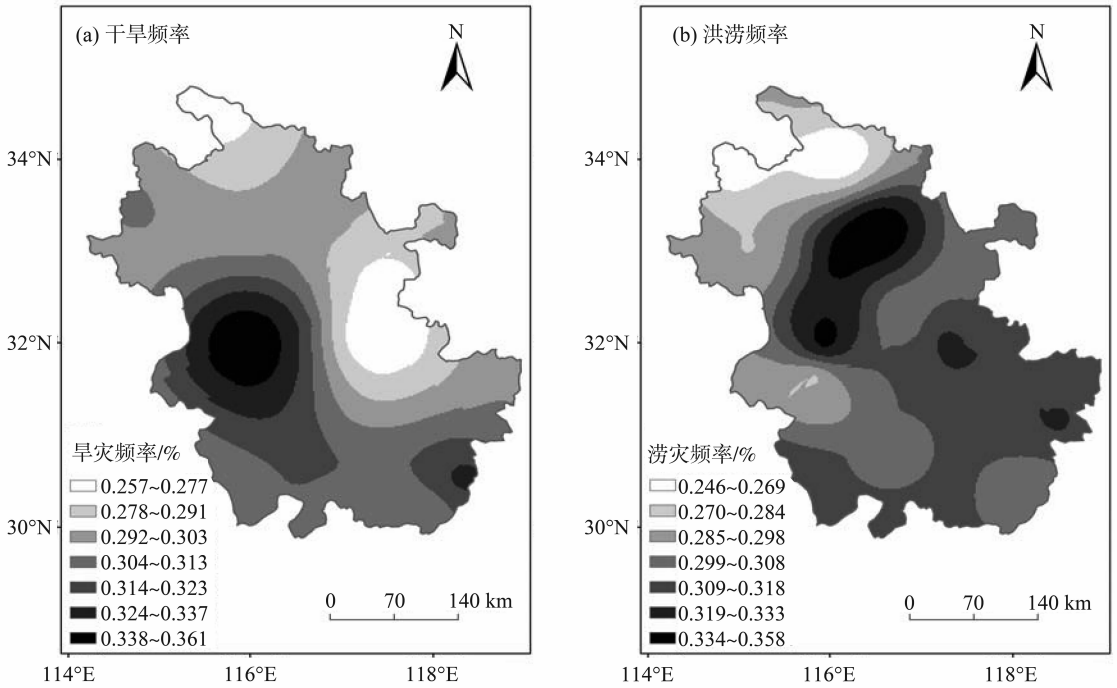 (a) 干旱频率
N
34°N
32°N
30°N
旱灾频率/%
0.257~0.277
0.278~0.291
0.292~0.303
0.304~0.313
0.314~0.323
0.324~0.337
0.338~0.361
0 70 140 km
114°E 116°E 118°E
(b) 洪涝频率
N
34°N
32°N
30°N
涝灾频率/%
0.246~0.269
0.270~0.284
0.285~0.298
0.299~0.308
0.309~0.318
0.319~0.333
0.334~0.358
0 70 140 km
114°E 116°E 118°E